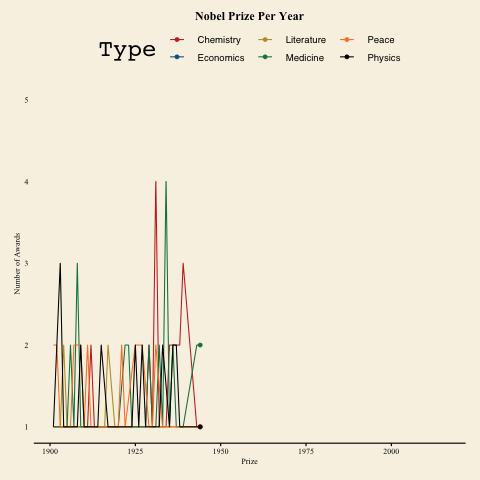 Nobel Prize Per Year
Type
Chemistry Literature Peace
Economics Medicine Physics
5
4
3
2
1
Number of Awards
1900 1925 1950 1975 2000
Prize